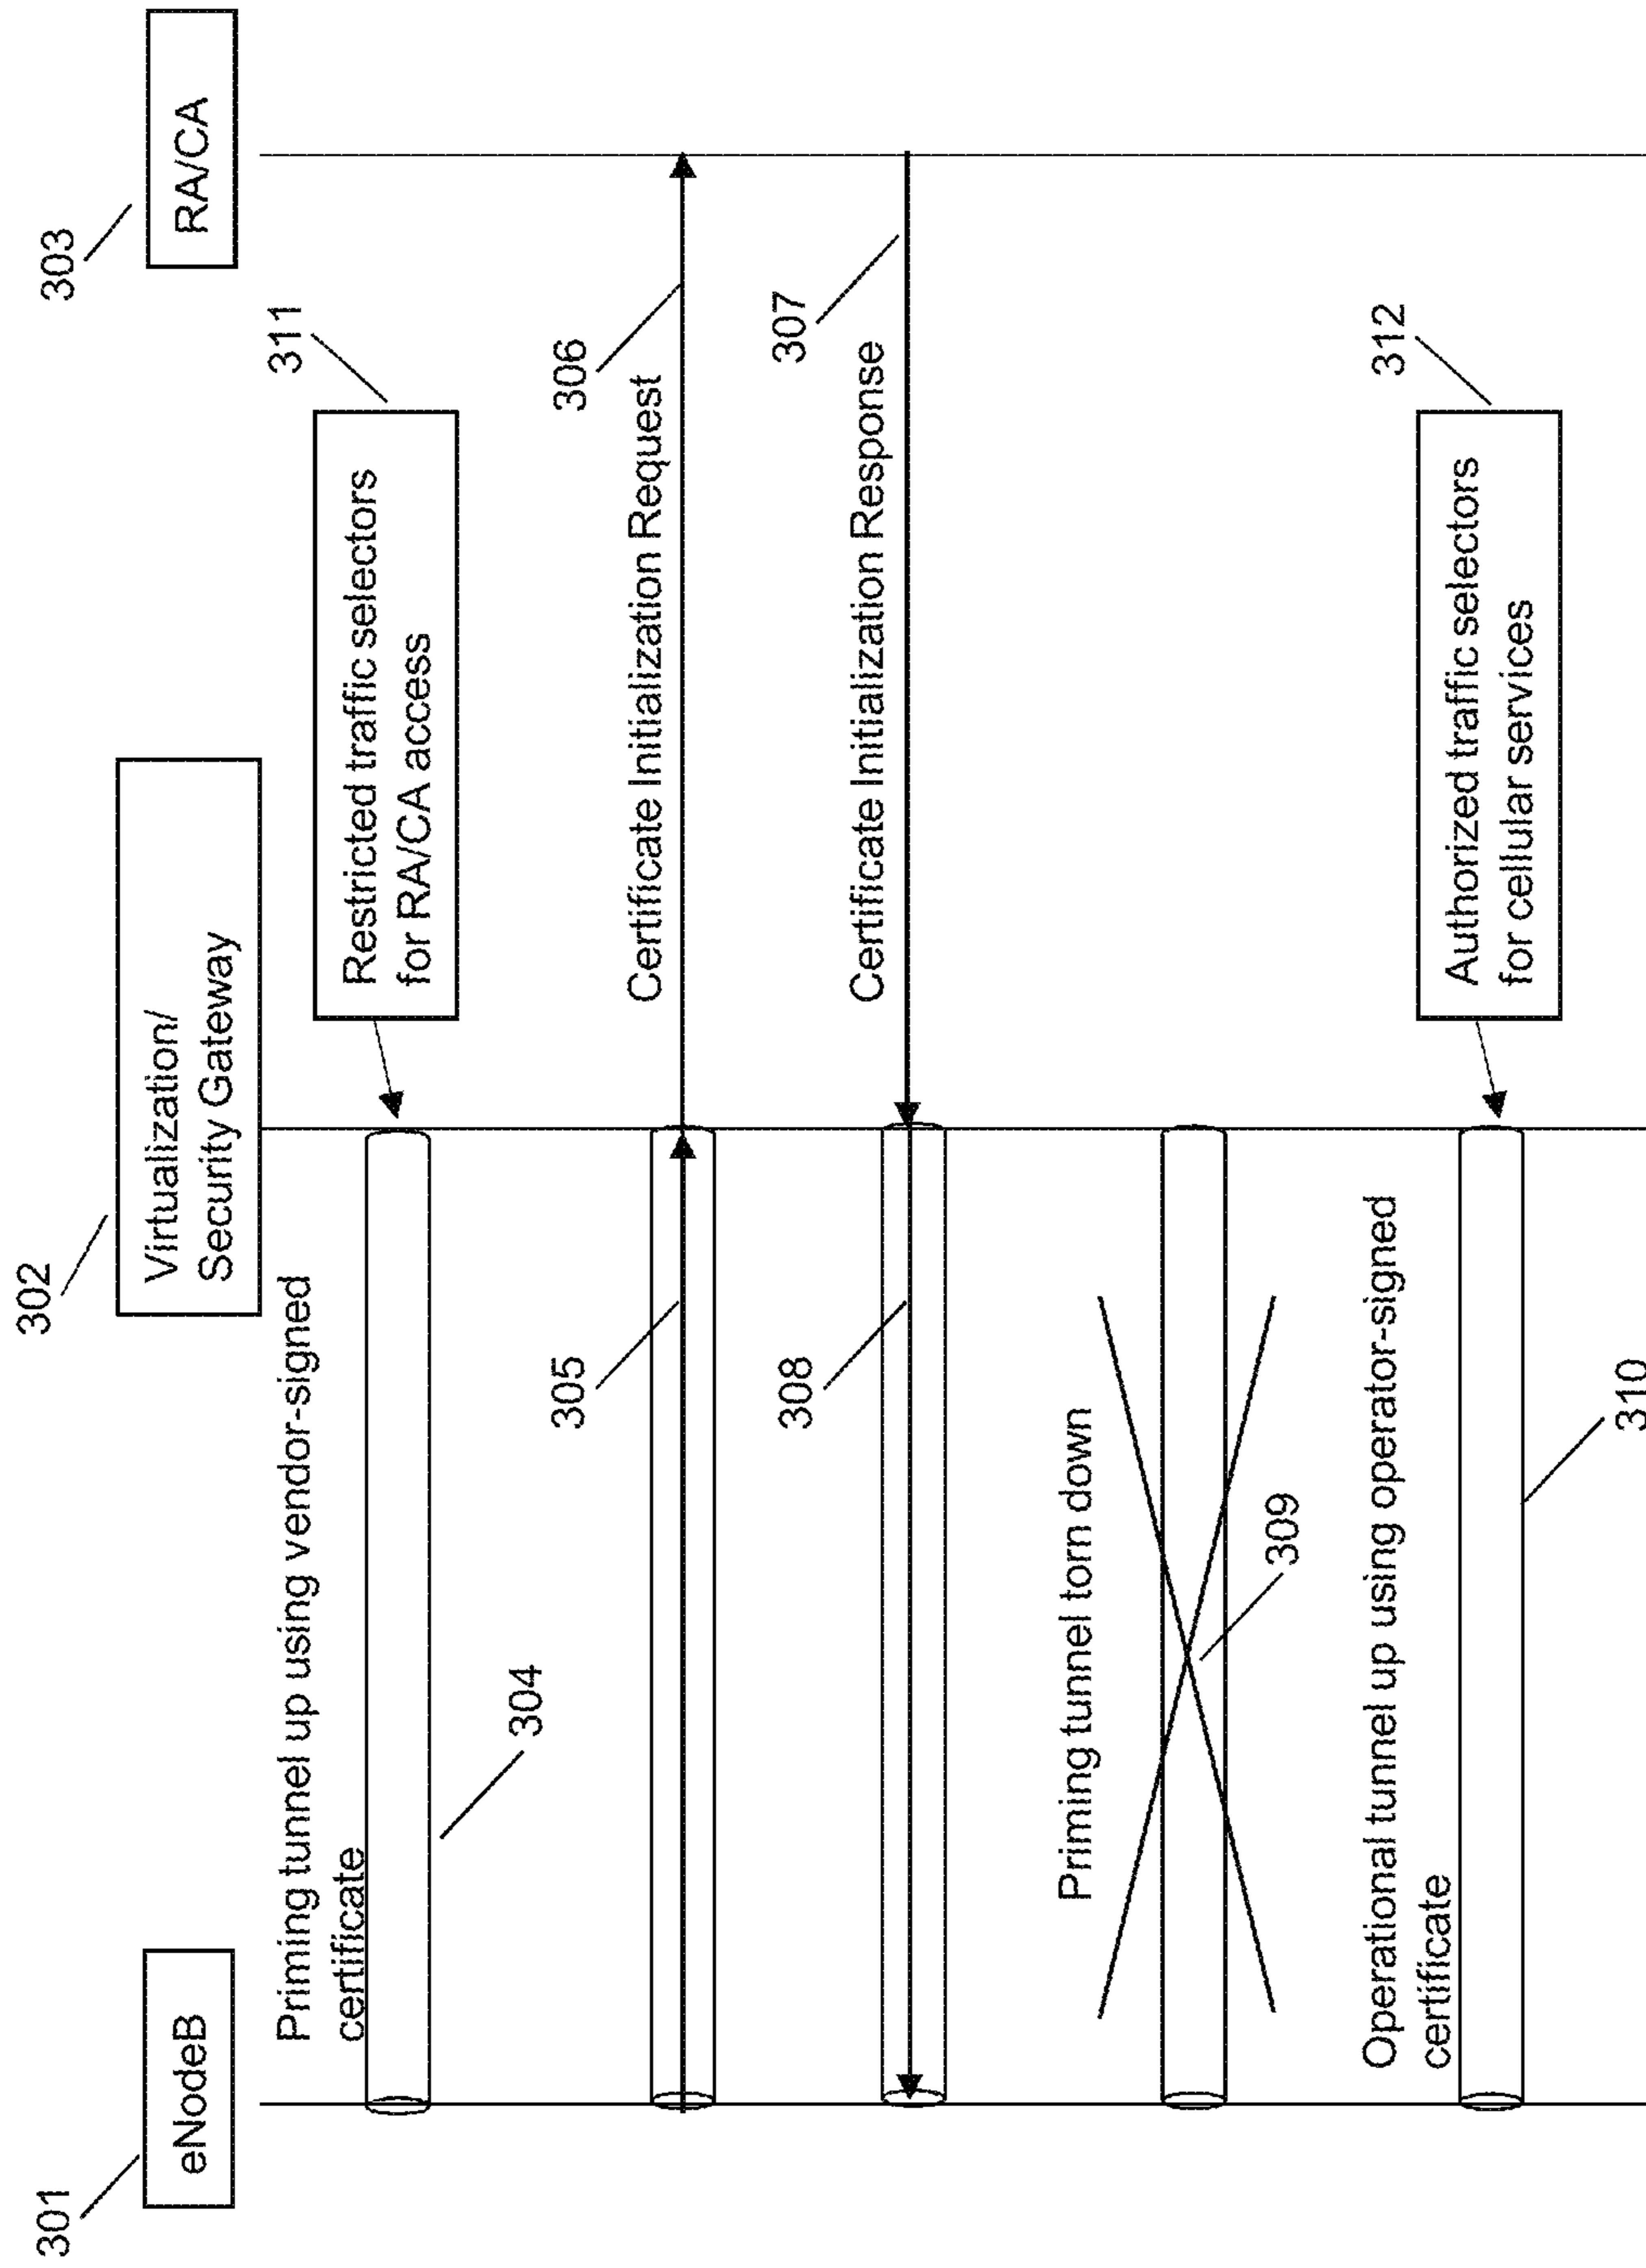 301
eNodeB
302
Virtualization/
Security Gateway
303
RA/CA
Priming tunnel up using vendor-signed
certificate
304
311
Restricted traffic selectors
for RA/CA access
305
306
Certificate Initialization Request
308
307
Certificate Initialization Response
Priming tunnel torn down
309
Operational tunnel up using operator-signed
certificate
310
312
Authorized traffic selectors
for cellular services